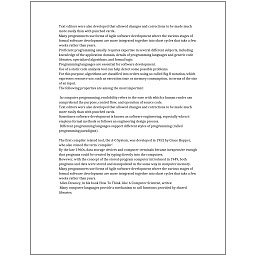 Text editors were also developed that allowed changes and corrections to be made much
more easily than with punched cards.
Many programmers use forms of Agile software development where the various stages of
formal software development are more integrated together into short cycles that take a few
weeks rather than years.
Proficient programming usually requires expertise in several different subjects, including
knowledge of the application domain, details of programming languages and generic code
libraries, specialized algorithms, and formal logic.
Programming languages are essential for software development.
Use of a static code analysis tool can help detect some possible problems.
For this purpose, algorithms are classified into orders using so-called Big O notation, which
expresses resource use, such as execution time or memory consumption, in terms of the size
of an input.
The following properties are among the most important:

In computer programming, readability refers to the ease with which a human reader can
comprehend the purpose, control flow, and operation of source code.
Text editors were also developed that allowed changes and corrections to be made much
more easily than with punched cards.
Sometimes software development is known as software engineering, especially when it
employs formal methods or follows an engineering design process.
Different programming languages support different styles of programming (called
programming paradigms).

The first compiler related tool, the A-0 System, was developed in 1952 by Grace Hopper,
who also coined the term 'compiler'.
By the late 1960s, data storage devices and computer terminals became inexpensive enough
that programs could be created by typing directly into the computers.
However, with the concept of the stored-program computer introduced in 1949, both
programs and data were stored and manipulated in the same way in computer memory.
Many programmers use forms of Agile software development where the various stages of
formal software development are more integrated together into short cycles that take a few
weeks rather than years.
Allen Downey, in his book How To Think Like A Computer Scientist, writes:
Many computer languages provide a mechanism to call functions provided by shared
libraries.